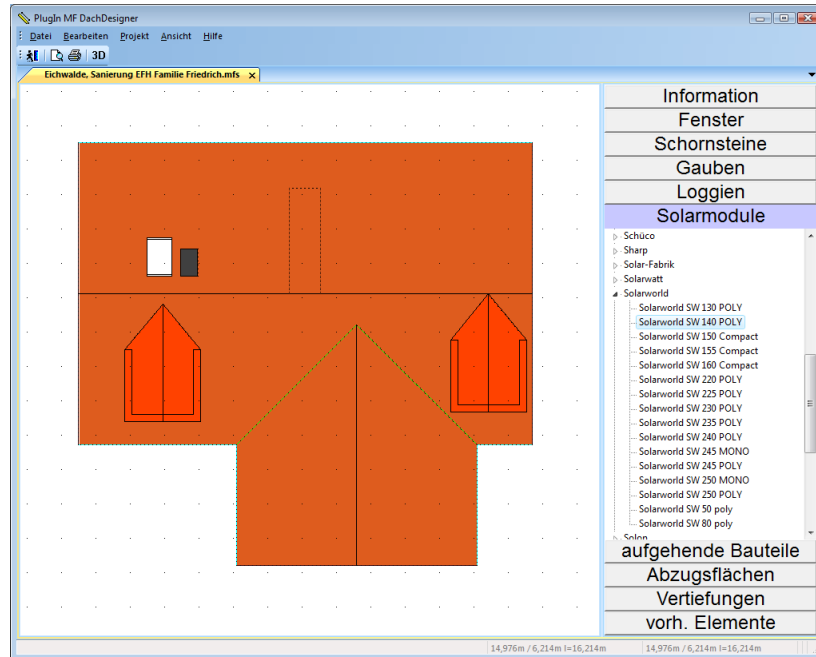 PlugIn MF DachDesigner
Datei Bearbeiten Projekt Ansicht Hilfe
3D
Eichwalde, Sanierung EFH Familie Friedrich.mfs x
Information
Fenster
Schornsteine
Gauben
Loggien
Solarmodule
Schüco
Sharp
Solar-Fabrik
Solarwatt
Solarworld
Solarworld SW 130 POLY
Solarworld SW 140 POLY
Solarworld SW 150 Compact
Solarworld SW 155 Compact
Solarworld SW 160 Compact
Solarworld SW 220 POLY
Solarworld SW 225 POLY
Solarworld SW 230 POLY
Solarworld SW 235 POLY
Solarworld SW 240 POLY
Solarworld SW 245 MONO
Solarworld SW 245 POLY
Solarworld SW 250 MONO
Solarworld SW 250 POLY
Solarworld SW 50 poly
Solarworld SW 80 poly
Solon
aufgehende Bauteile
Abzugsflächen
Vertiefungen
vorh. Elemente
14,976m / 6,214m l=16,214m 14,976m / 6,214m l=16,214m